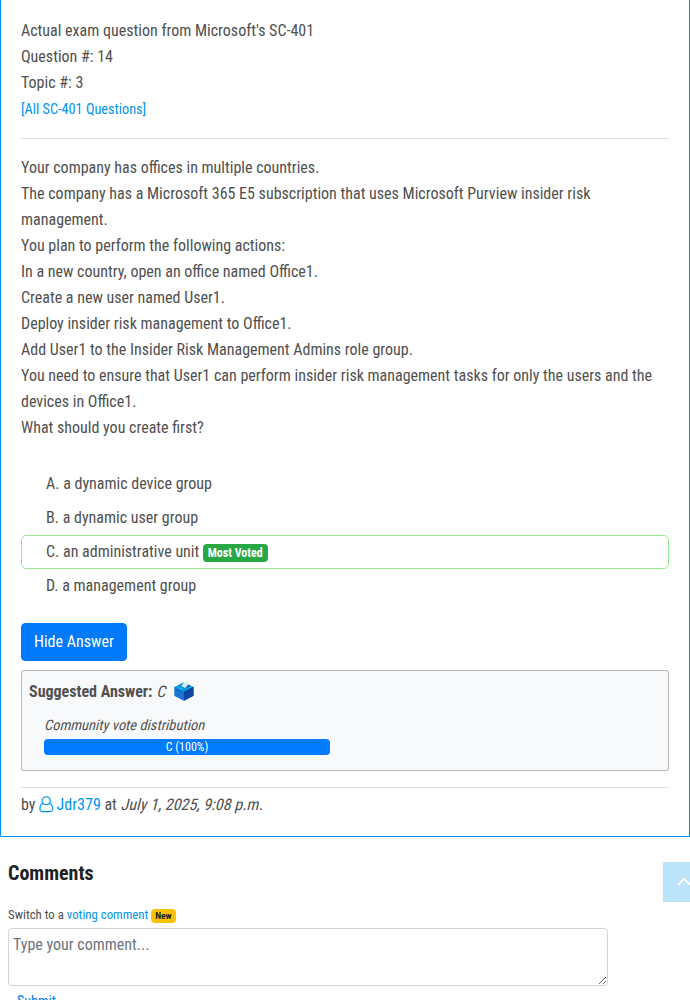 Actual exam question from Microsoft's SC-401
Question #: 14
Topic #: 3
[All SC-401 Questions]
Your company has offices in multiple countries.
The company has a Microsoft 365 E5 subscription that uses Microsoft Purview insider risk
management.
You plan to perform the following actions:
In a new country, open an office named Office1.
Create a new user named User1.
Deploy insider risk management to Office1.
Add User1 to the Insider Risk Management Admins role group.
You need to ensure that User1 can perform insider risk management tasks for only the users and the
devices in Office1.
What should you create first?
A. a dynamic device group
B. a dynamic user group
C. an administrative unit Most Voted
D. a management group
Hide Answer
Suggested Answer: C
Community vote distribution
C (100%)
by Jdr379 at July 1, 2025, 9:08 p.m.
Comments
Switch to a voting comment New
Type your comment...
Submit